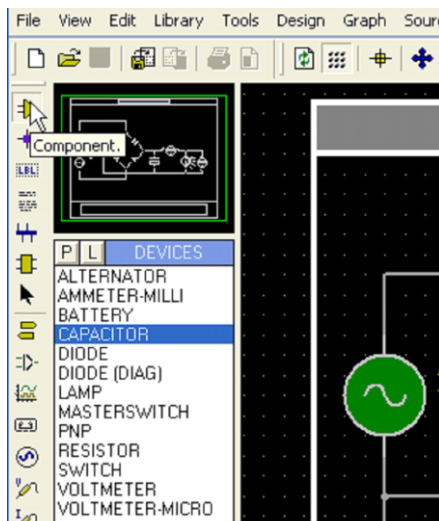 File View Edit Library Tools Design Graph Sour
Component.
LBL
P L DEVICES
ALTERNATOR
AMMETER-MILLI
BATTERY
CAPACITOR
DIODE
DIODE (DIAG)
LAMP
MASTERSWITCH
PNP
RESISTOR
SWITCH
VOLTMETER
VOLTMETER-MICRO